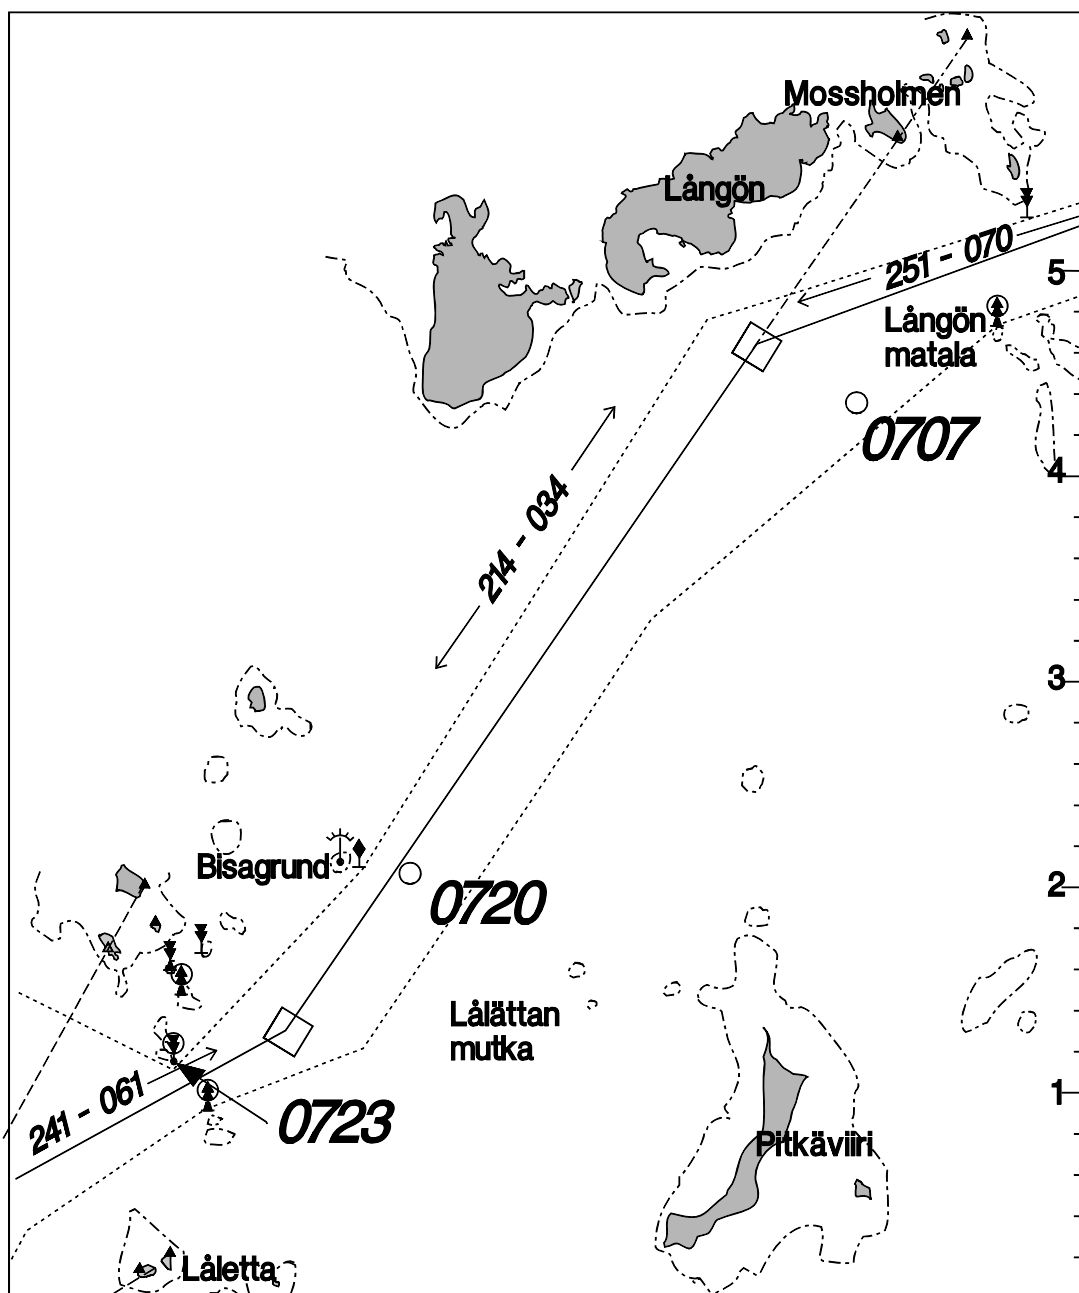 Mossholmen
Långön
251 - 070
5
Långön
matala
0707
4
214 - 034
3
Bisagrund
2
0720
Lålättan
mutka
241 - 061
1
0723
Pitkäviiri
Låletta